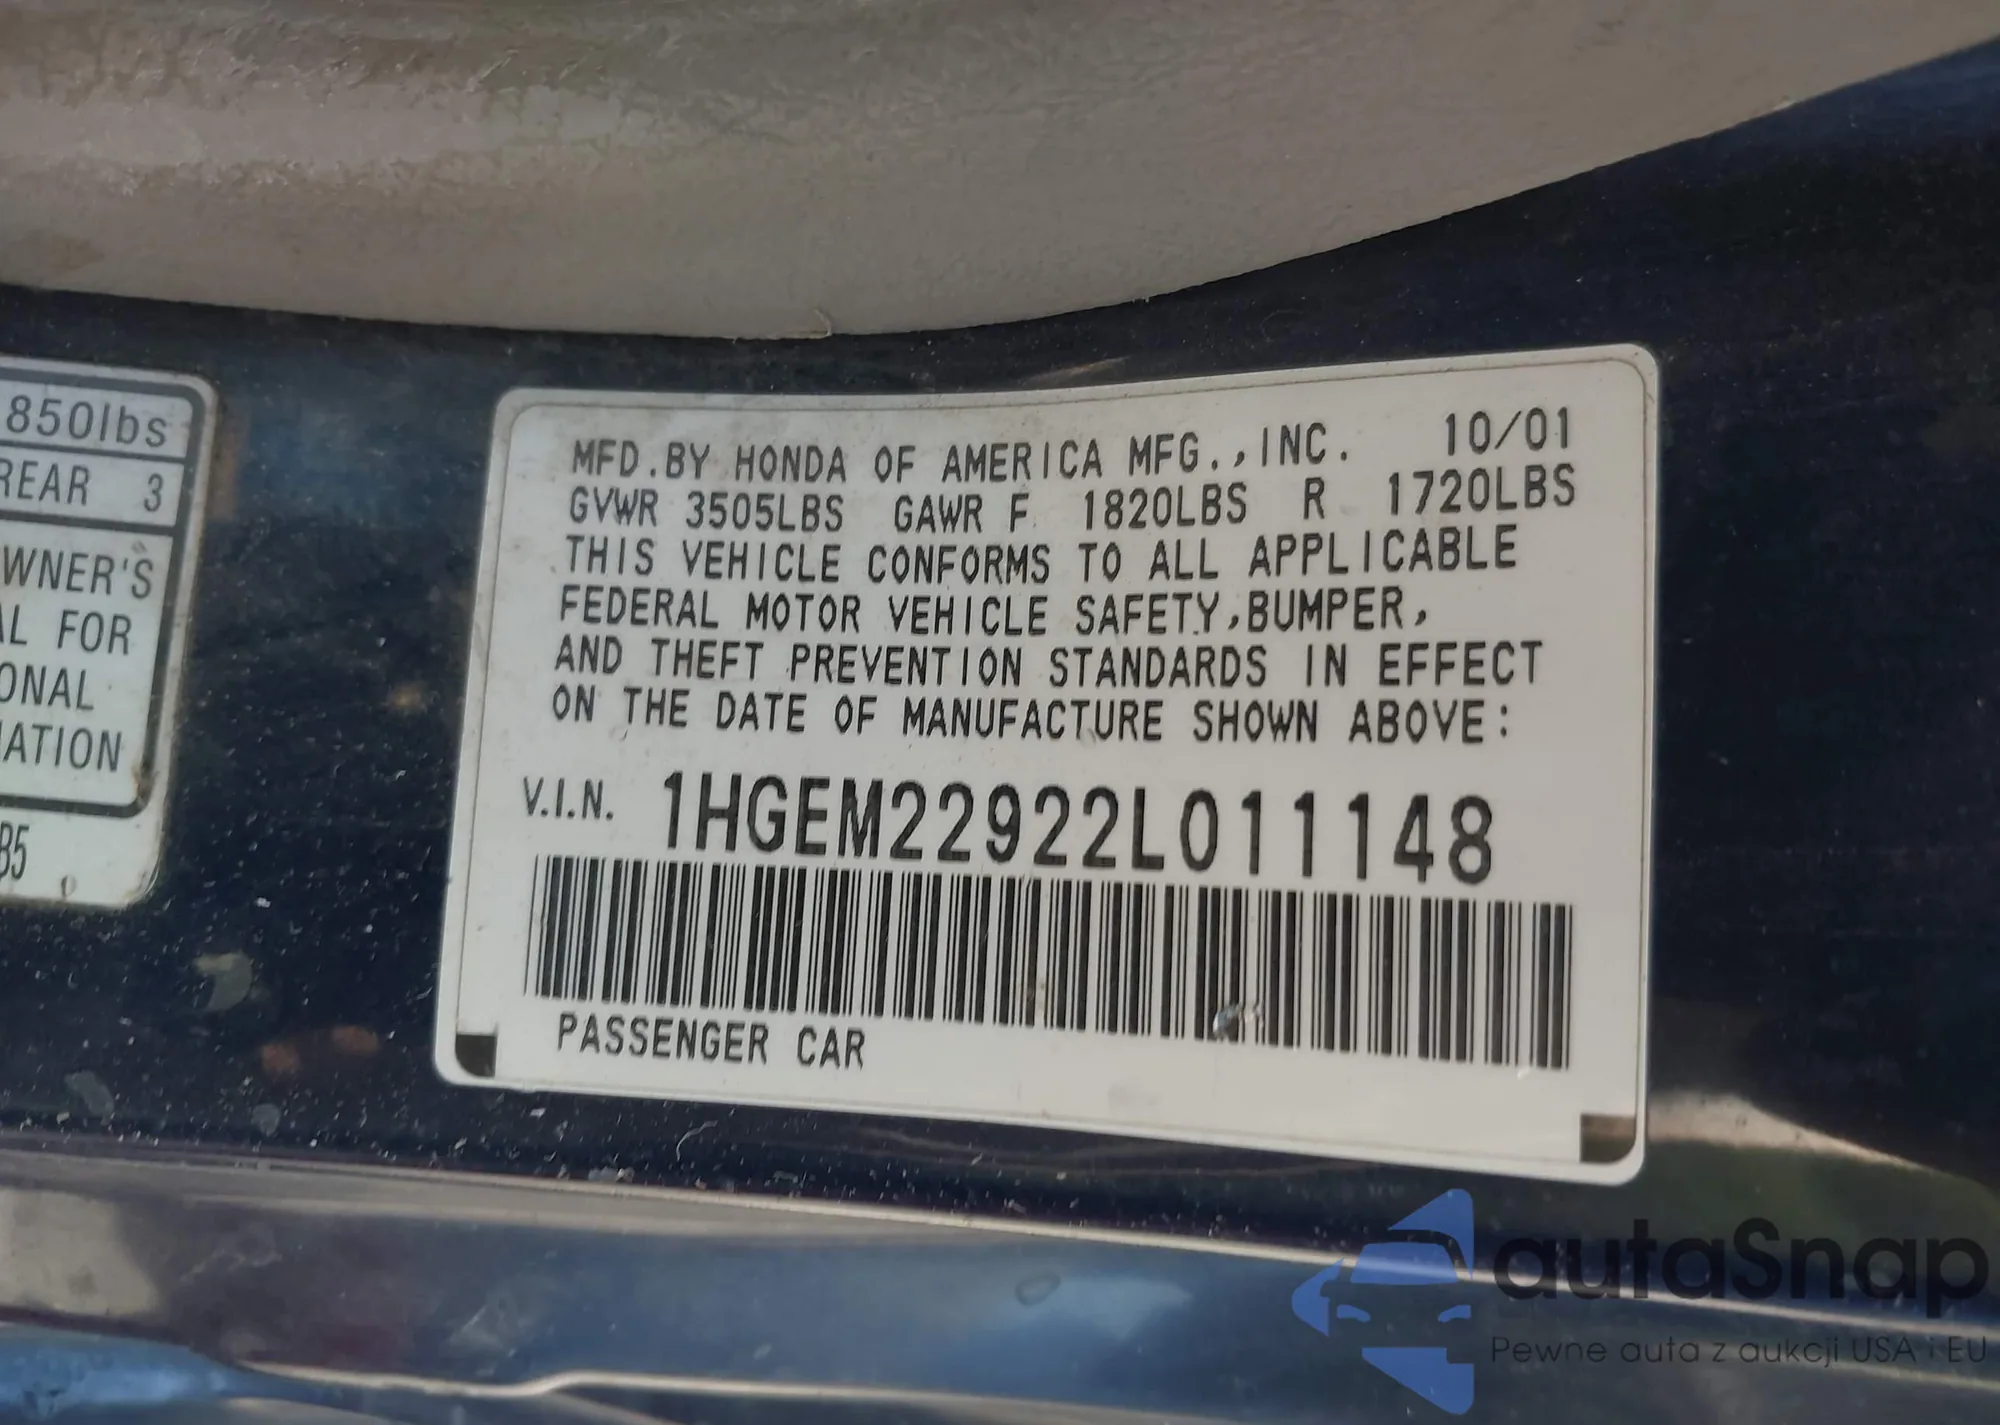 850lbs
REAR 3
WNER'S
AL FOR
ONAL
ATION
B5
MFD.BY HONDA OF AMERICA MFG.,INC. 10/01
GVWR 3505LBS GAWR F 1820LBS R 1720LBS
THIS VEHICLE CONFORMS TO ALL APPLICABLE
FEDERAL MOTOR VEHICLE SAFETY,BUMPER,
AND THEFT PREVENTION STANDARDS IN EFFECT
ON THE DATE OF MANUFACTURE SHOWN ABOVE:
V.I.N. 1HGEM22922L011148
PASSENGER CAR
autaSnap
Pewne auta z aukcji USA i EU